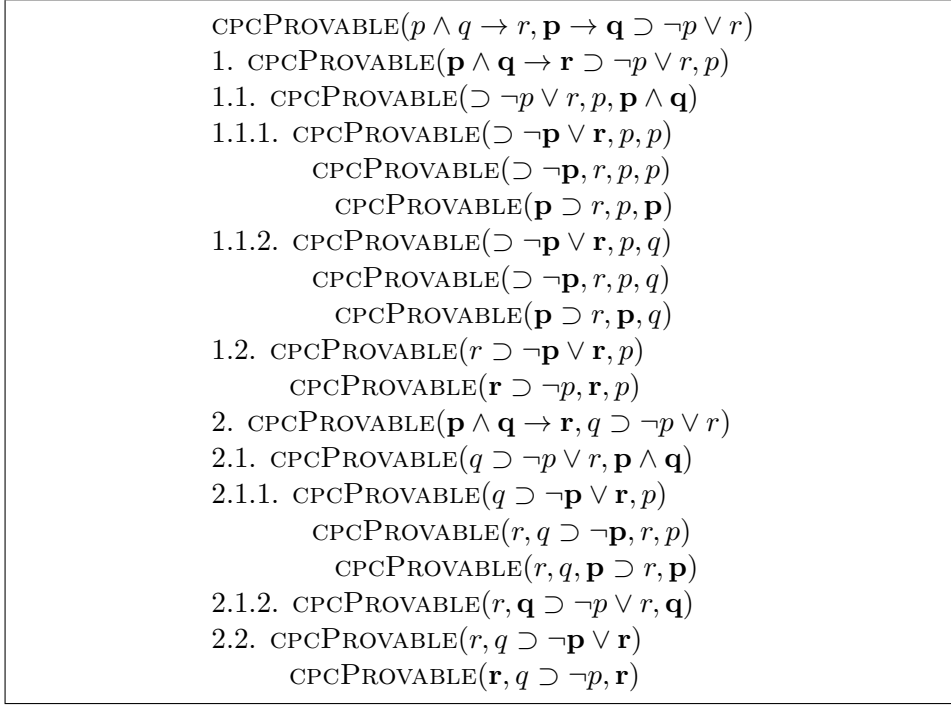 CPCPROVABLE(p ∧ q → r, p → q ⊃ ¬p ∨ r)
1. CPCPROVABLE(p ∧ q → r ⊃ ¬p ∨ r, p)
1.1. CPCPROVABLE(⊃ ¬p ∨ r, p, p ∧ q)
1.1.1. CPCPROVABLE(⊃ ¬p ∨ r, p, p)
CPCPROVABLE(⊃ ¬p, r, p, p)
CPCPROVABLE(p ⊃ r, p, p)
1.1.2. CPCPROVABLE(⊃ ¬p ∨ r, p, q)
CPCPROVABLE(⊃ ¬p, r, p, q)
CPCPROVABLE(p ⊃ r, p, q)
1.2. CPCPROVABLE(r ⊃ ¬p ∨ r, p)
CPCPROVABLE(r ⊃ ¬p, r, p)
2. CPCPROVABLE(p ∧ q → r, q ⊃ ¬p ∨ r)
2.1. CPCPROVABLE(q ⊃ ¬p ∨ r, p ∧ q)
2.1.1. CPCPROVABLE(q ⊃ ¬p ∨ r, p)
CPCPROVABLE(r, q ⊃ ¬p, r, p)
CPCPROVABLE(r, q, p ⊃ r, p)
2.1.2. CPCPROVABLE(r, q ⊃ ¬p ∨ r, q)
2.2. CPCPROVABLE(r, q ⊃ ¬p ∨ r)
CPCPROVABLE(r, q ⊃ ¬p, r)